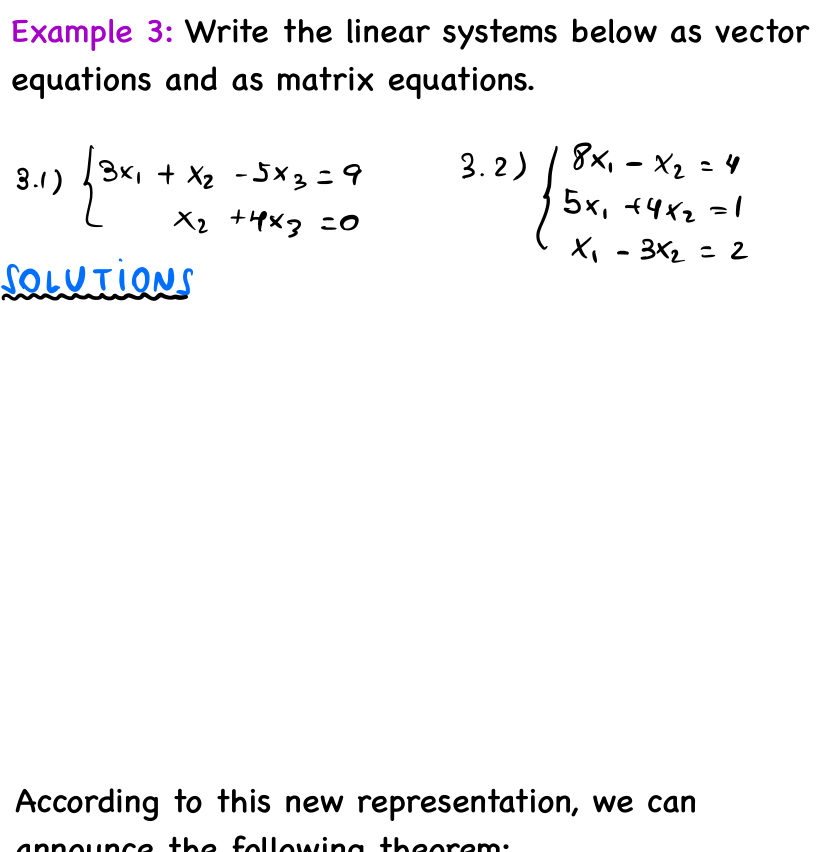 Example 3: Write the linear systems below as vector
equations and as matrix equations.
3.1) { 3x₁ + x₂ - 5x₃ = 9
x₂ + 4x₃ = 0
3.2) { 8x₁ - x₂ = 4
5x₁ + 4x₂ = 1
x₁ - 3x₂ = 2
SOLUTIONS
According to this new representation, we can
announce the following theorem: